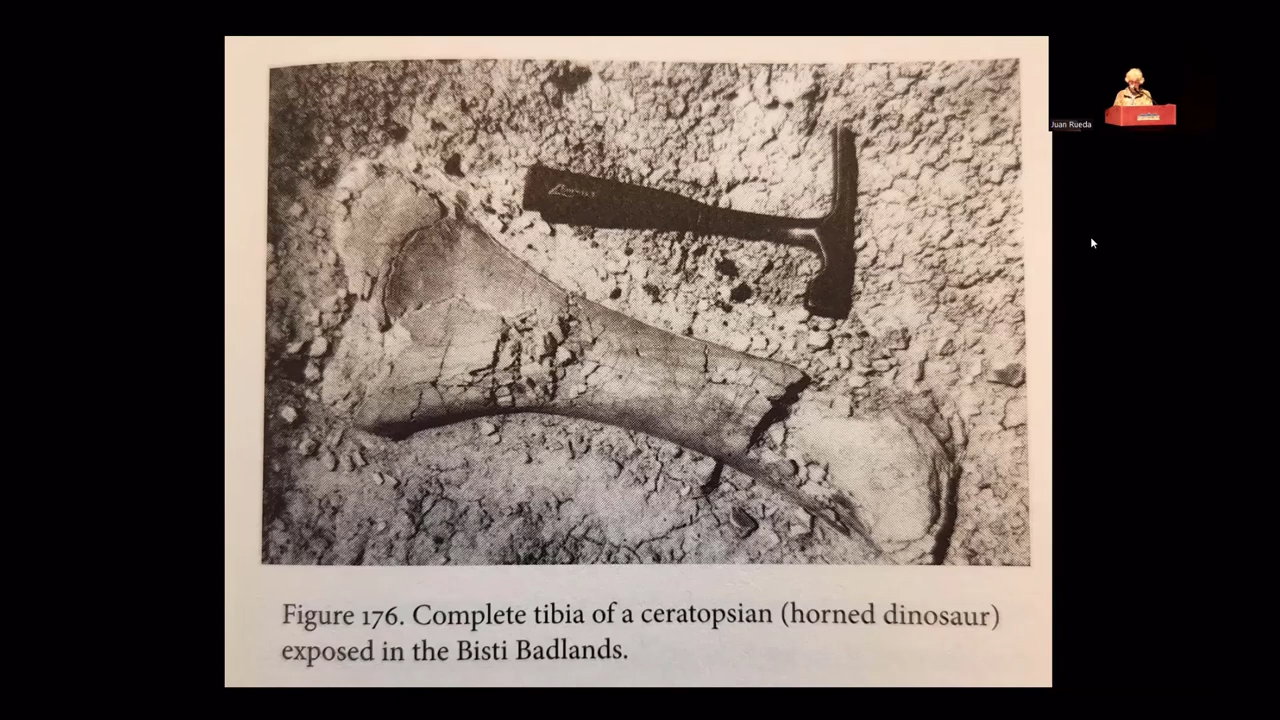 Juan Rueda
Figure 176. Complete tibia of a ceratopsian (horned dinosaur)
exposed in the Bisti Badlands.